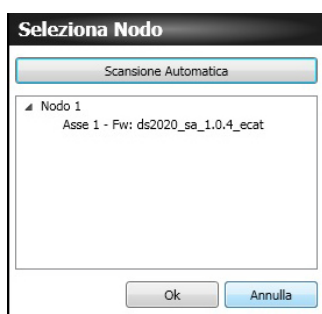 Seleziona Nodo
Scansione Automatica
Nodo 1
Asse 1 - Fw: ds2020_sa_1.0.4_ecat
Ok Annulla